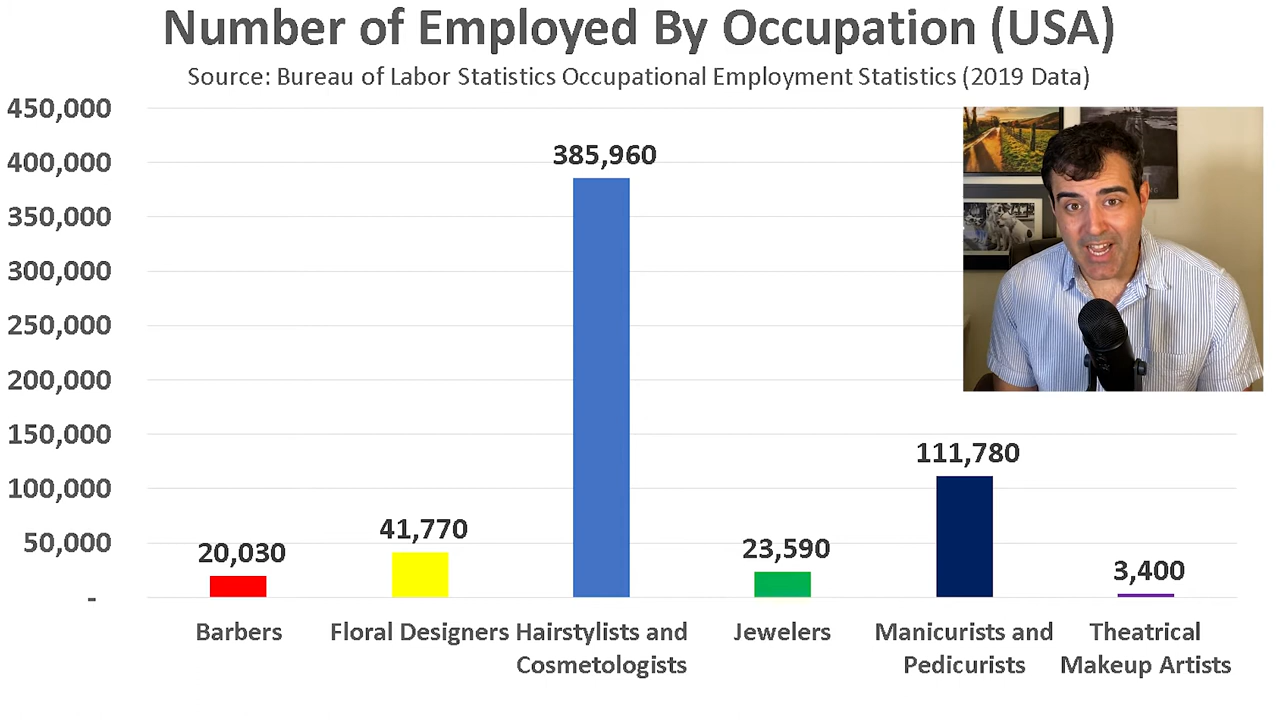 Number of Employed By Occupation (USA)
Source: Bureau of Labor Statistics Occupational Employment Statistics (2019 Data)
450,000
400,000
350,000
300,000
250,000
200,000
150,000
100,000
50,000
-
20,030
41,770
385,960
23,590
111,780
3,400
Barbers
Floral Designers
Hairstylists and
Cosmetologists
Jewelers
Manicurists and
Pedicurists
Theatrical
Makeup Artists